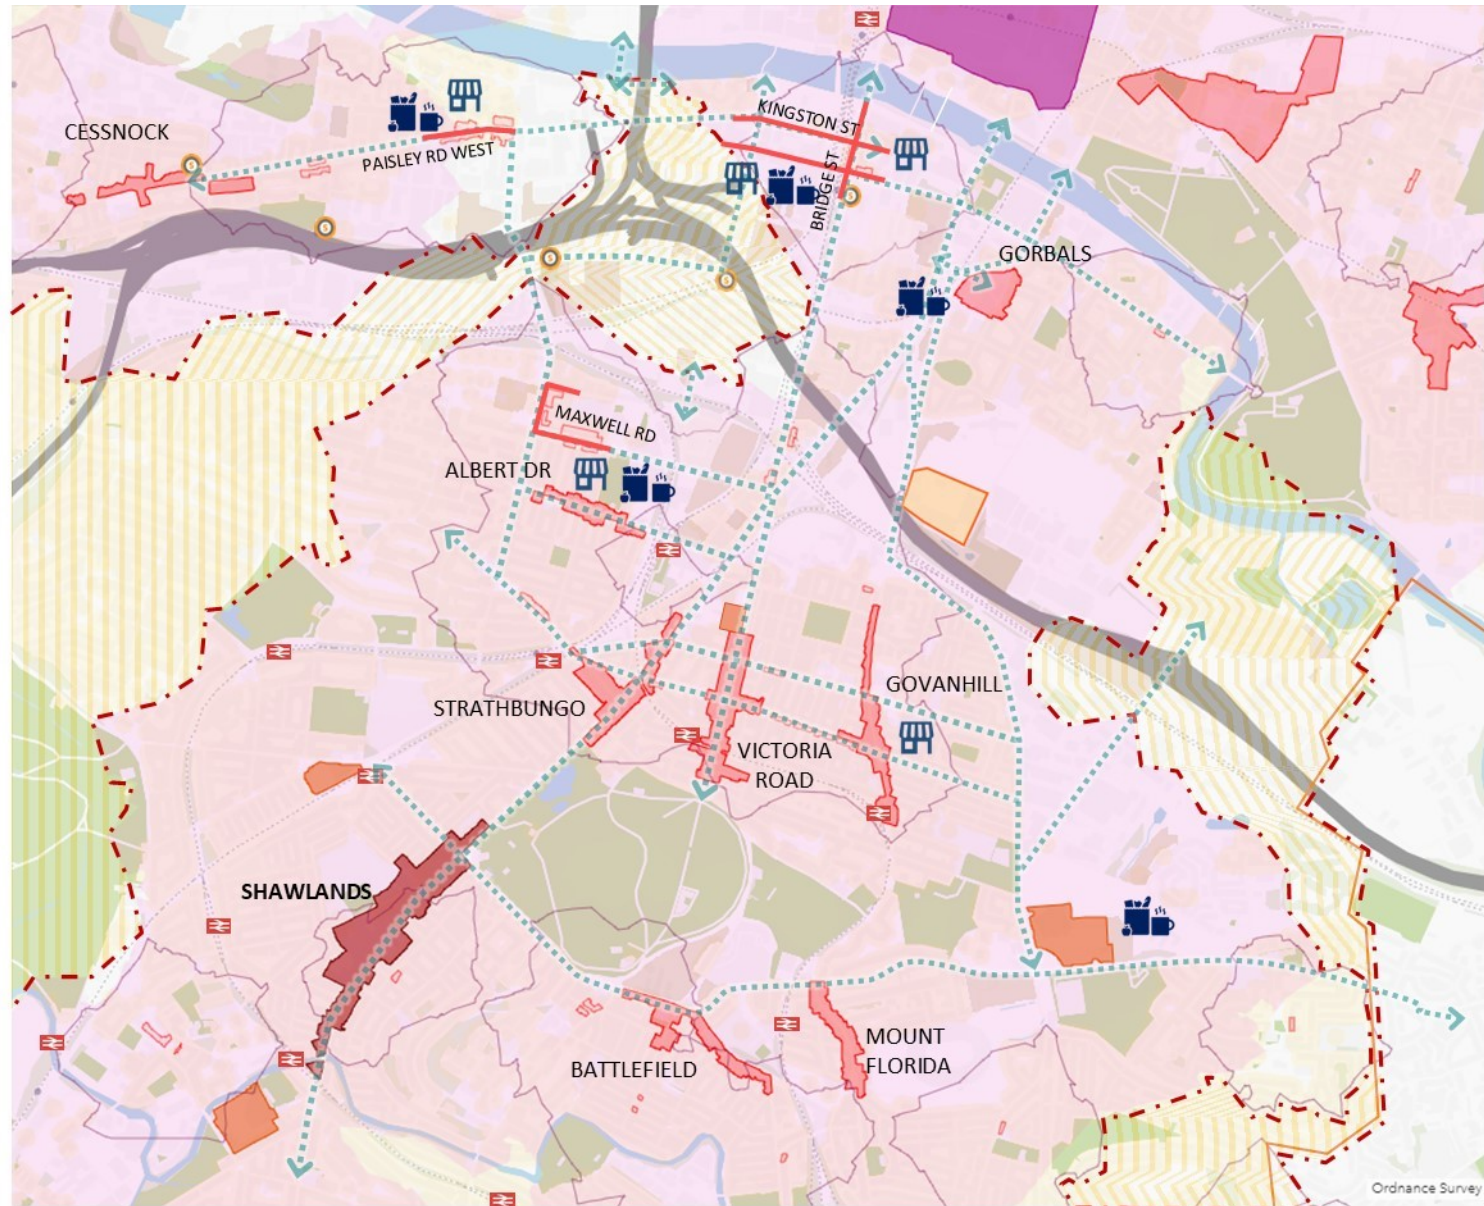 CESSNOCK
PAISLEY RD WEST
KINGSTON ST
BRIDGE ST
GORBALS
MAXWELL RD
ALBERT DR
STRATHBUNGO
GOVANHILL
VICTORIA
ROAD
SHAWLANDS
BATTLEFIELD
MOUNT
FLORIDA
Ordnance Survey